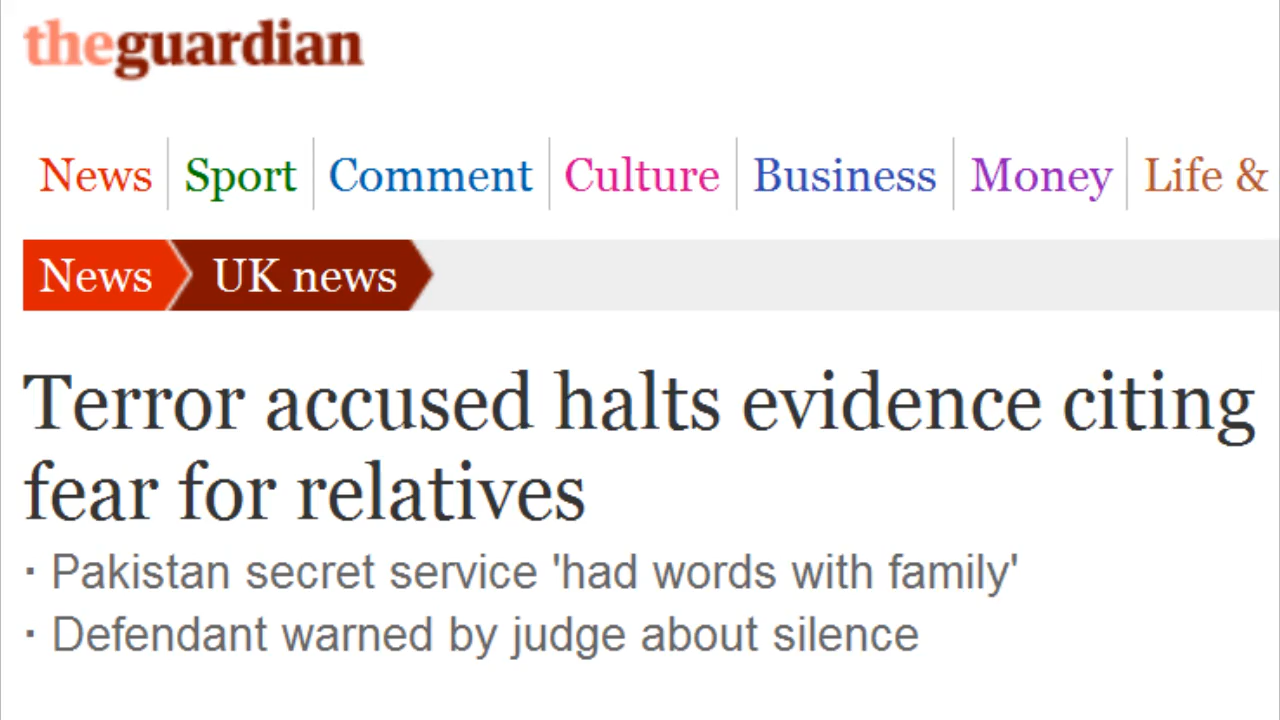 theguardian
News Sport Comment Culture Business Money Life &
News UK news
Terror accused halts evidence citing
fear for relatives
· Pakistan secret service 'had words with family'
· Defendant warned by judge about silence